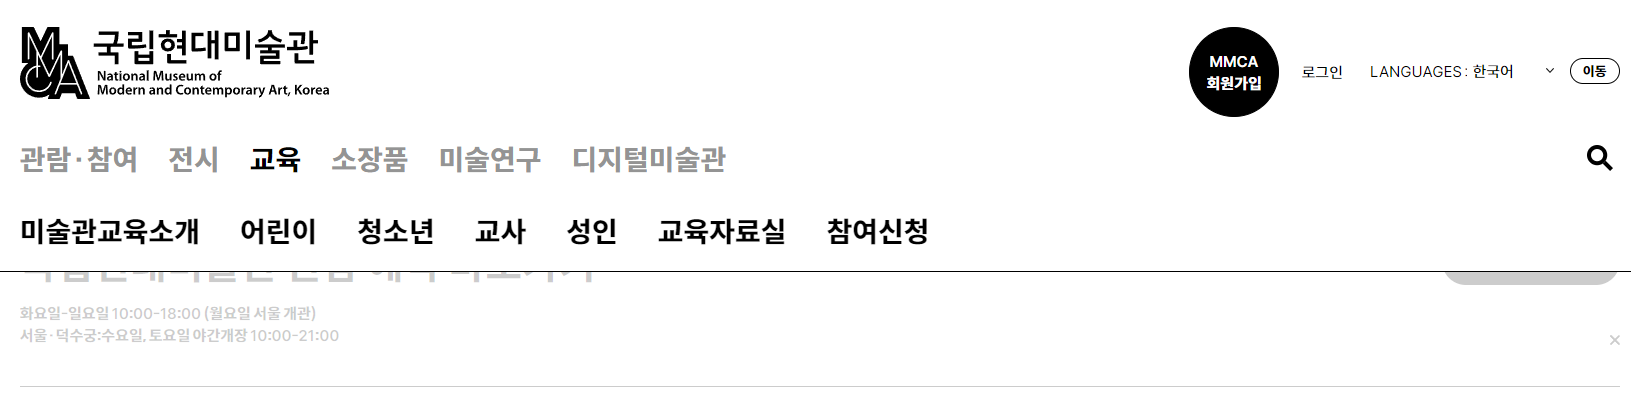 MMCA
국립현대미술관
National Museum of
Modern and Contemporary Art, Korea
MMCA
회원가입
로그인
LANGUAGES : 한국어
이동
관람·참여 전시 교육 소장품 미술연구 디지털미술관
미술관교육소개 어린이 청소년 교사 성인 교육자료실 참여신청
화요일-일요일 10:00-18:00 (월요일 서울 개관)
서울·덕수궁:수요일, 토요일 야간개장 10:00-21:00